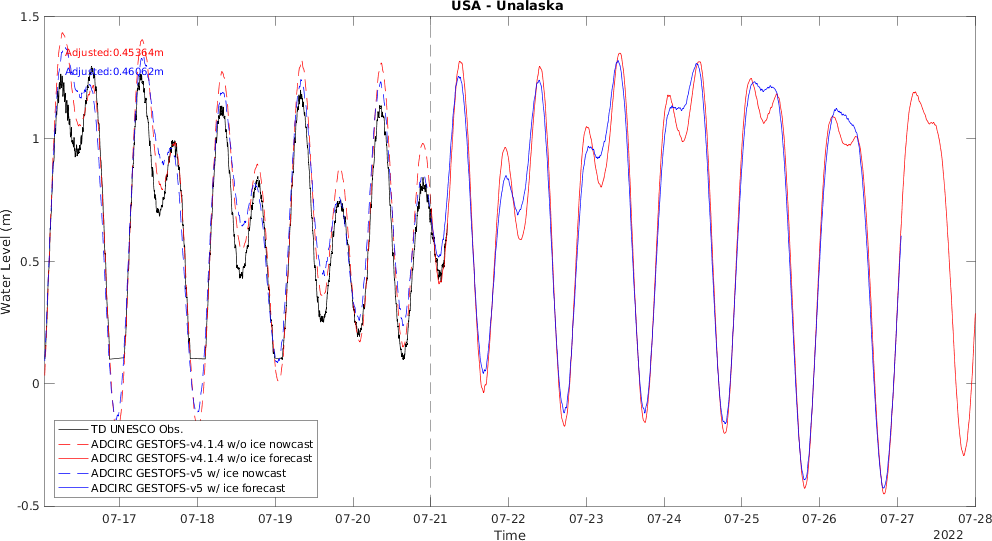 USA - Unalaska
1.5
Adjusted:0.45364m
Adjusted:0.46062m
1
0.5
0
-0.5
Water Level (m)
TD UNESCO Obs.
ADCIRC GESTOFS-v4.1.4 w/o ice nowcast
ADCIRC GESTOFS-v4.1.4 w/o ice forecast
ADCIRC GESTOFS-v5 w/ ice nowcast
ADCIRC GESTOFS-v5 w/ ice forecast
07-17 07-18 07-19 07-20 07-21 07-22 07-23 07-24 07-25 07-26 07-27 07-28
Time
2022